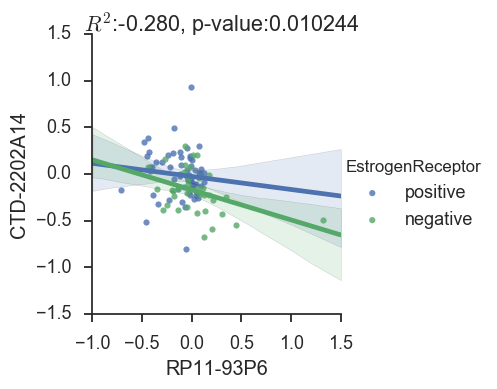 R²:-0.280, p-value:0.010244
1.5
1.0
0.5
0.0
−0.5
−1.0
−1.5
CTD-2202A14
−1.0 −0.5 0.0 0.5 1.0 1.5
RP11-93P6
EstrogenReceptor
positive
negative